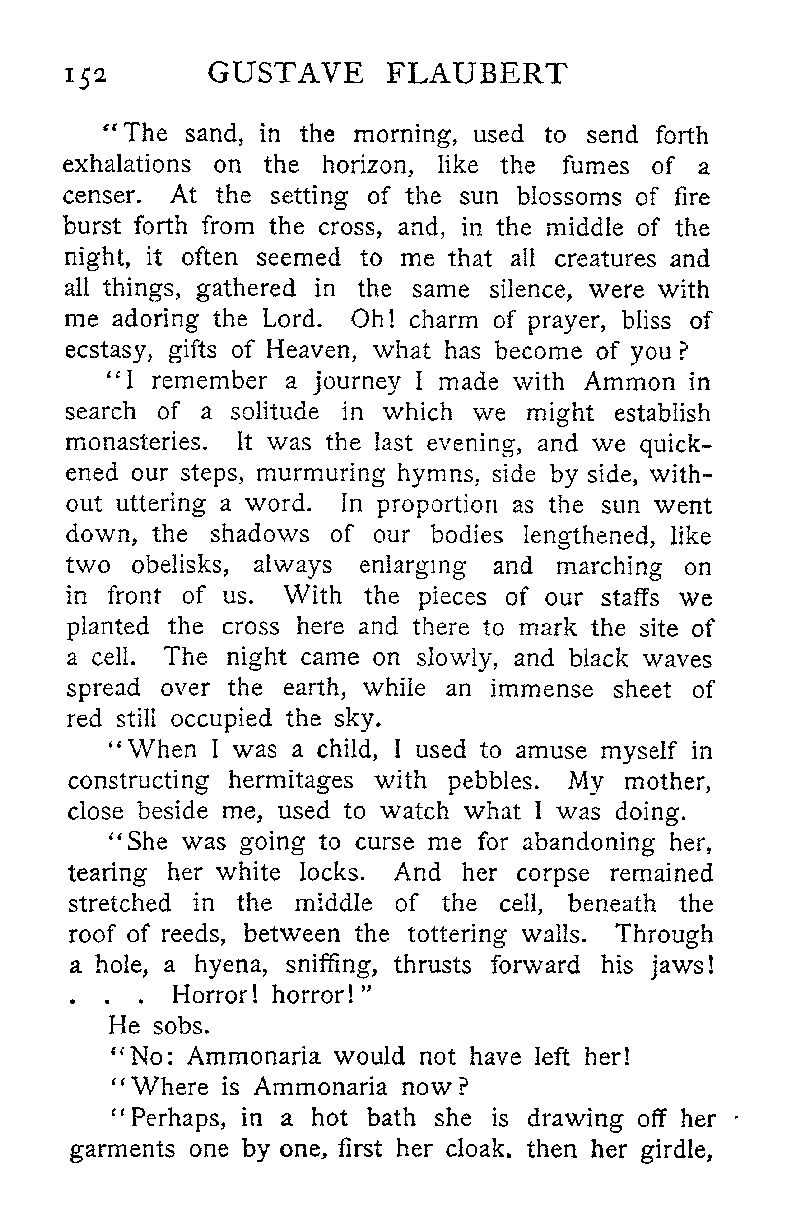 152 GUSTAVE FLAUBERT
"The sand, in the morning, used to send forth
exhalations on the horizon, like the fumes of a
censer. At the setting of the sun blossoms of fire
burst forth from the cross, and, in the middle of the
night, it often seemed to me that all creatures and
all things, gathered in the same silence, were with
me adoring the Lord. Oh! charm of prayer, bliss of
ecstasy, gifts of Heaven, what has become of you?
"I remember a journey I made with Ammon in
search of a solitude in which we might establish
monasteries. It was the last evening, and we quick-
ened our steps, murmuring hymns, side by side, with-
out uttering a word. In proportion as the sun went
down, the shadows of our bodies lengthened, like
two obelisks, always enlarging and marching on
in front of us. With the pieces of our staffs we
planted the cross here and there to mark the site of
a cell. The night came on slowly, and black waves
spread over the earth, while an immense sheet of
red still occupied the sky.
"When I was a child, I used to amuse myself in
constructing hermitages with pebbles. My mother,
close beside me, used to watch what I was doing.
"She was going to curse me for abandoning her,
tearing her white locks. And her corpse remained
stretched in the middle of the cell, beneath the
roof of reeds, between the tottering walls. Through
a hole, a hyena, sniffing, thrusts forward his jaws!
. . . Horror! horror!"
He sobs.
"No: Ammonaria would not have left her!
"Where is Ammonaria now?
"Perhaps, in a hot bath she is drawing off her
garments one by one, first her cloak. then her girdle,